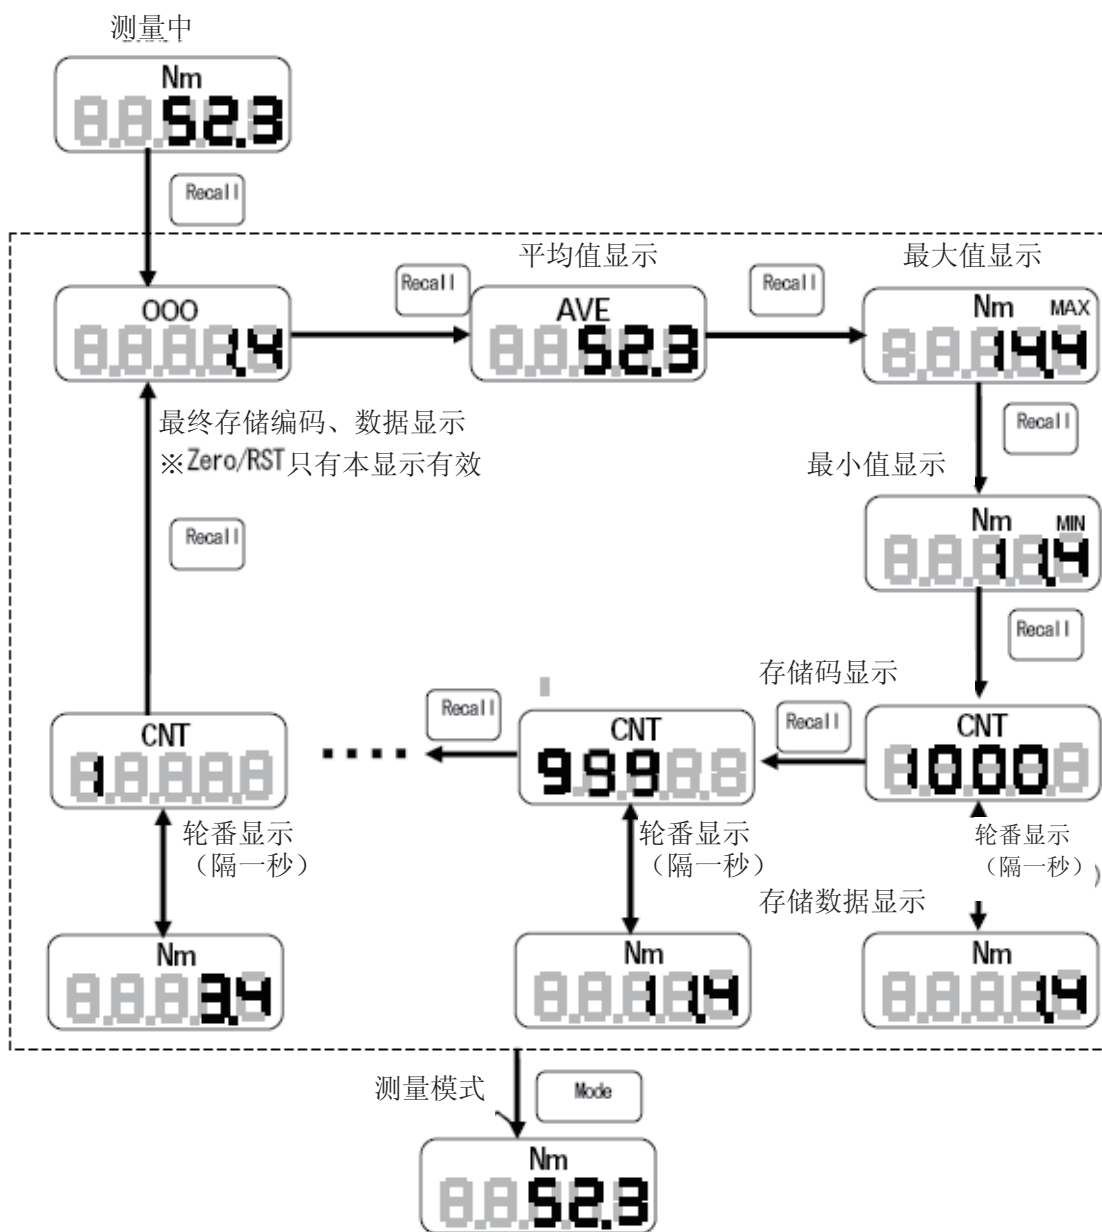 测量中
Nm
52.3
Recall
平均值显示
最大值显示
Recall
Recall
000
1.4
AVE
52.3
Nm MAX
14.4
最终存储编码、数据显示
※Zero/RST只有本显示有效
Recall
最小值显示
Nm MIN
11.4
Recall
Recall
存储码显示
Recall
Recall
CNT
1
CNT
999
CNT
1000
轮番显示
（隔一秒）
轮番显示
（隔一秒）
轮番显示
（隔一秒）
存储数据显示
Nm
3.4
Nm
11.4
Nm
1.4
测量模式
Mode
Nm
52.3